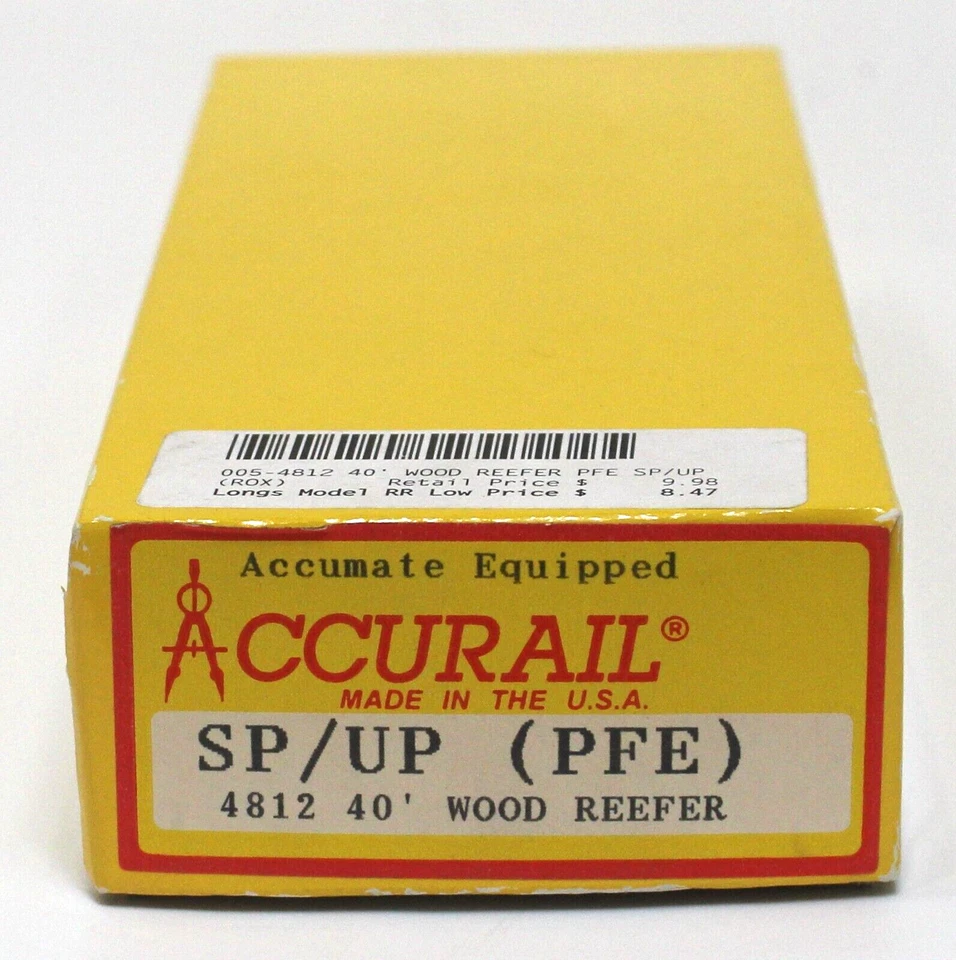 005-4812 40' WOOD REEFER PFE SP/UP
(ROX) Retail Price $ 9.98
Longs Model RR Low Price $ 8.47
Accumate Equipped
ACCURAIL®
MADE IN THE U.S.A.
SP/UP (PFE)
4812 40' WOOD REEFER